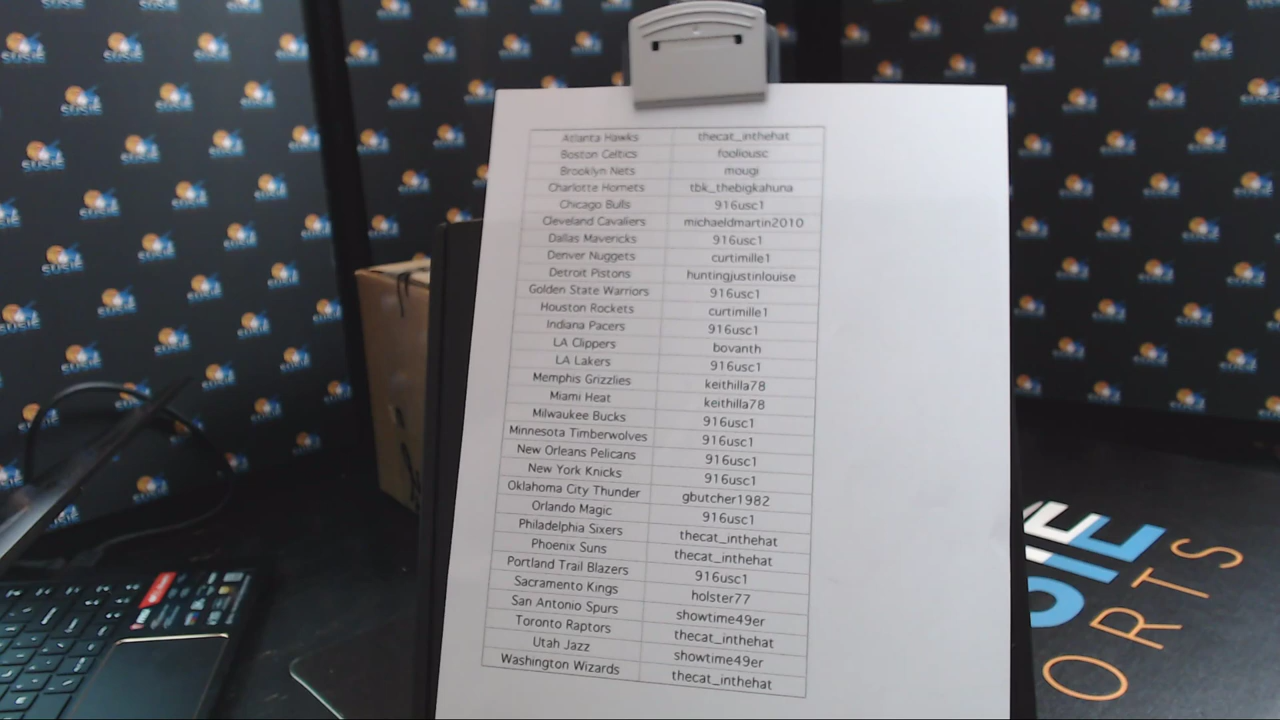 Atlanta Hawks thecat_inthehat
Boston Celtics fooliousc
Brooklyn Nets mougi
Charlotte Hornets tbk_thebigkahuna
Chicago Bulls 916usc1
Cleveland Cavaliers michaeldmartin2010
Dallas Mavericks 916usc1
Denver Nuggets curtimille1
Detroit Pistons huntingjustinlouise
Golden State Warriors 916usc1
Houston Rockets curtimille1
Indiana Pacers 916usc1
LA Clippers bovanth
LA Lakers 916usc1
Memphis Grizzlies keithilla78
Miami Heat keithilla78
Milwaukee Bucks 916usc1
Minnesota Timberwolves 916usc1
New Orleans Pelicans 916usc1
New York Knicks 916usc1
Oklahoma City Thunder gbutcher1982
Orlando Magic 916usc1
Philadelphia Sixers thecat_inthehat
Phoenix Suns thecat_inthehat
Portland Trail Blazers 916usc1
Sacramento Kings holster77
San Antonio Spurs showtime49er
Toronto Raptors thecat_inthehat
Utah Jazz showtime49er
Washington Wizards thecat_inthehat
ORTS